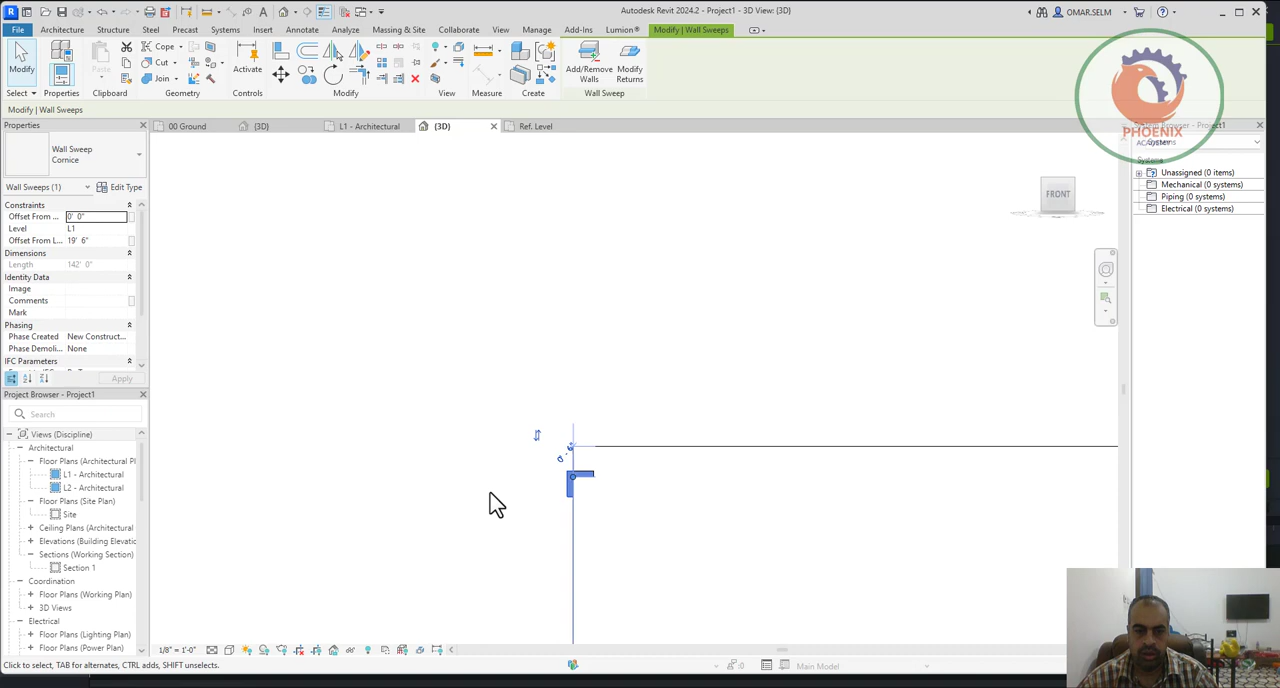 Autodesk Revit 2024.2 - Project1 - 3D View: {3D}
OMAR.SELM...
File Architecture Structure Steel Precast Systems Insert Annotate Analyze Massing & Site Collaborate View Manage Add-Ins Lumion® Modify | Wall Sweeps
Modify
Paste
Cope
Cut
Join
Activate
Add/Remove Walls
Modify Returns
Select Properties Clipboard Geometry Controls Modify View Measure Create Wall Sweep
Modify | Wall Sweeps
Properties
00 Ground {3D} L1 - Architectural {3D} Ref. Level
Wall Sweep
Cornice
Wall Sweeps (1) Edit Type
Constraints
Offset From ... 0' 0"
Level L1
Offset From L... 19' 6"
Dimensions
Length 142' 0"
Identity Data
Image
Comments
Mark
Phasing
Phase Created New Construct...
Phase Demoli... None
IFC Parameters
Apply
Project Browser - Project1
Search
Views (Discipline)
Architectural
Floor Plans (Architectural Pl
L1 - Architectural
L2 - Architectural
Floor Plans (Site Plan)
Site
Ceiling Plans (Architectural
Elevations (Building Elevatio
Sections (Working Section)
Section 1
Coordination
Floor Plans (Working Plan)
3D Views
Electrical
Floor Plans (Lighting Plan)
Floor Plans (Power Plan)
FRONT
PHOENIX
Project1
Systems
Unassigned (0 items)
Mechanical (0 systems)
Piping (0 systems)
Electrical (0 systems)
1/8" = 1'-0"
Click to select, TAB for alternates, CTRL adds, SHIFT unselects.
:0
Main Model